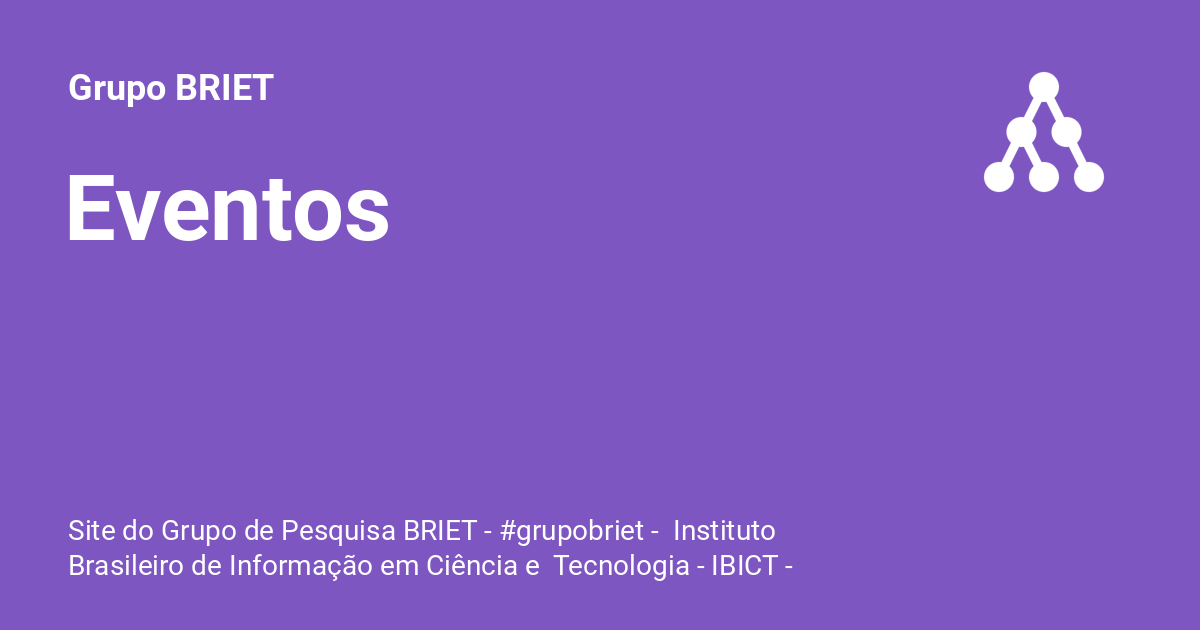 Grupo BRIET
Eventos
Site do Grupo de Pesquisa BRIET - #grupobriet -  Instituto
Brasileiro de Informação em Ciência e  Tecnologia - IBICT -